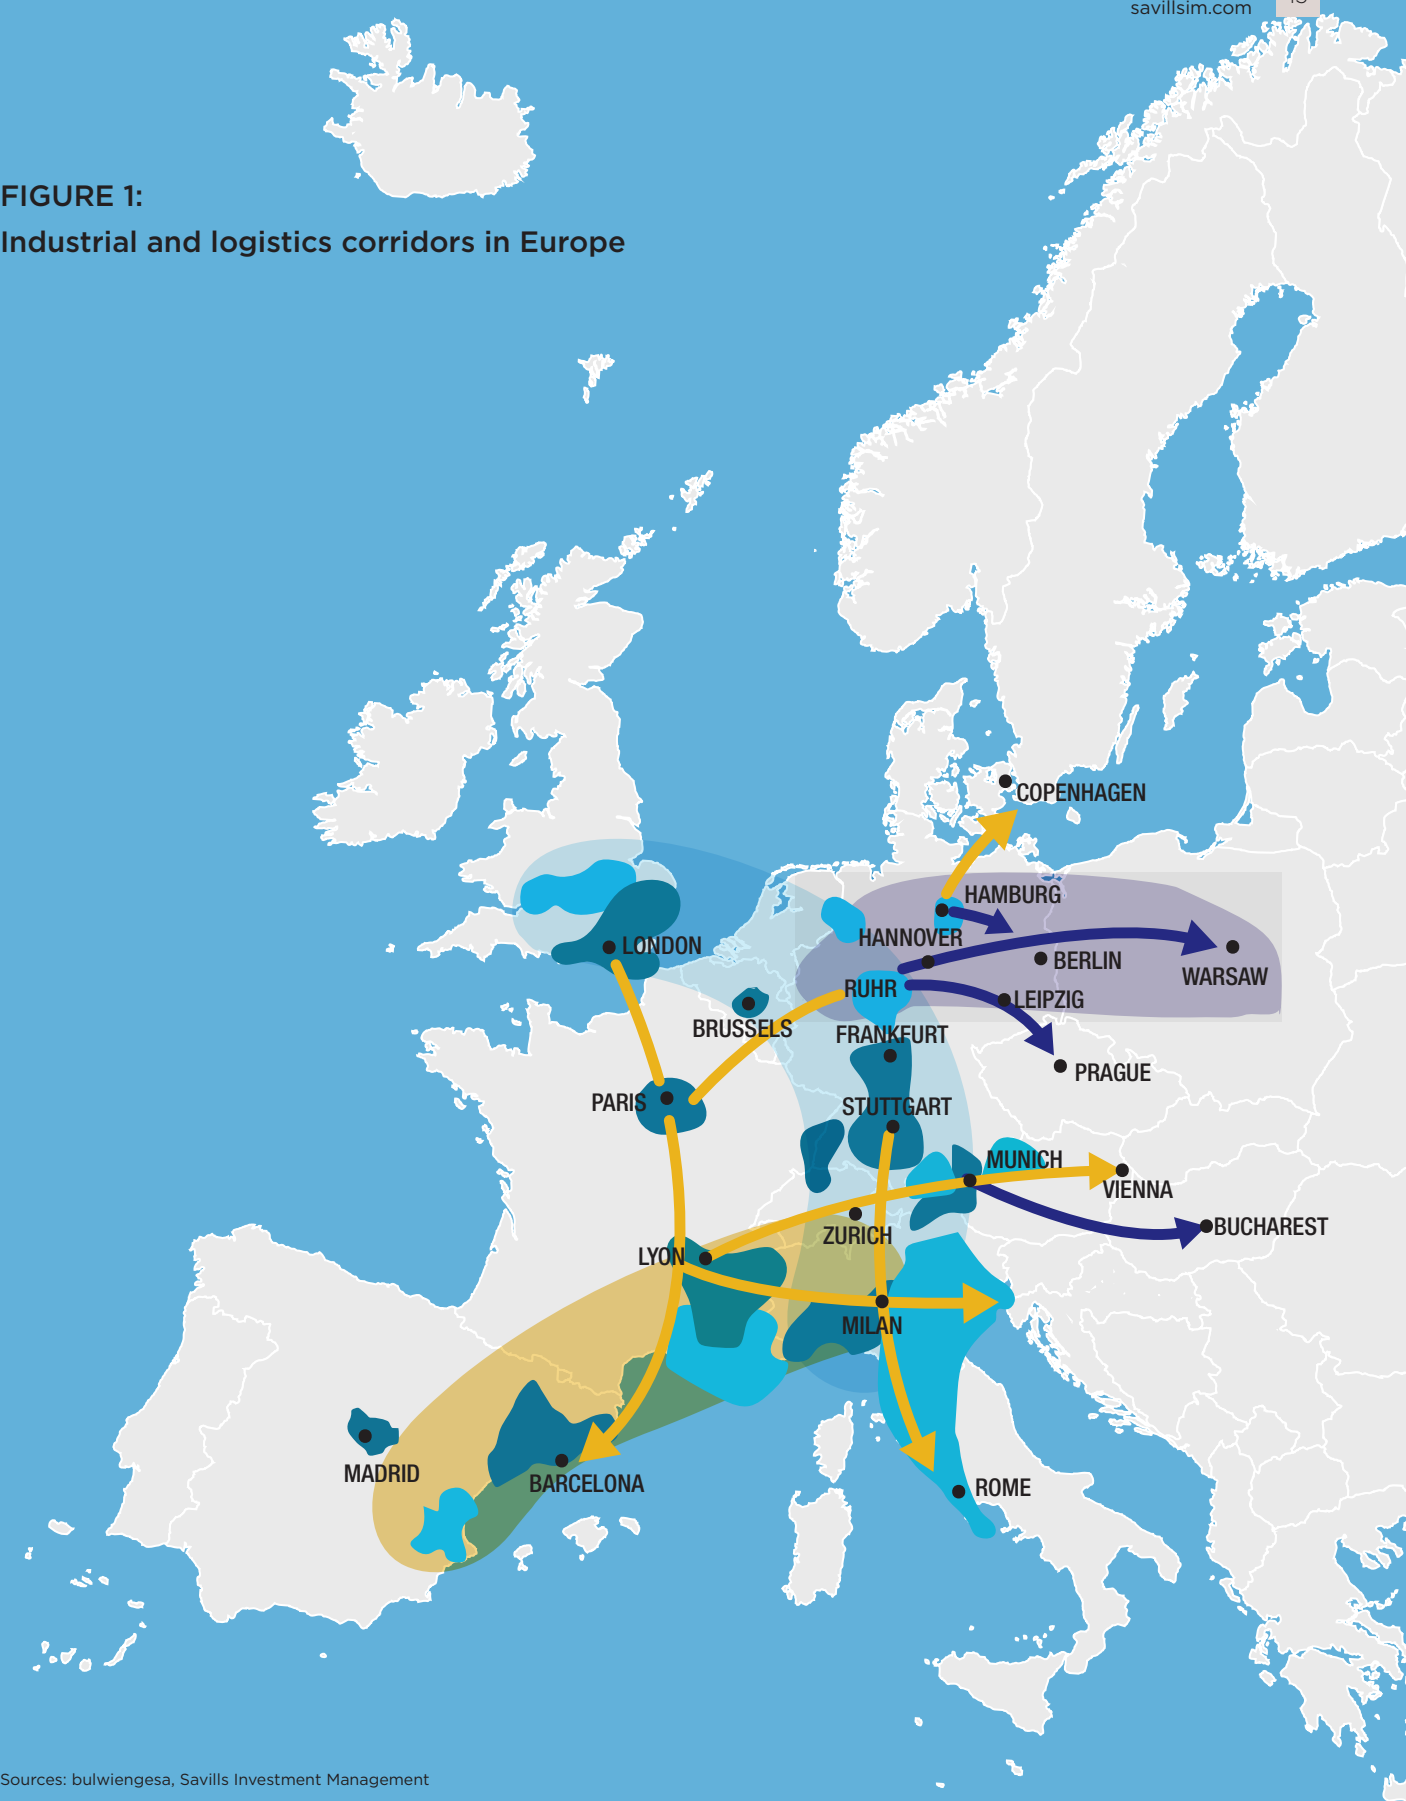 savillsim.com
FIGURE 1:
Industrial and logistics corridors in Europe
COPENHAGEN
HAMBURG
HANNOVER
LONDON
BERLIN
WARSAW
RUHR
LEIPZIG
BRUSSELS
FRANKFURT
PRAGUE
PARIS
STUTTGART
MUNICH
VIENNA
BUCHAREST
ZURICH
LYON
MILAN
MADRID
BARCELONA
ROME
Sources: bulwiengesa, Savills Investment Management